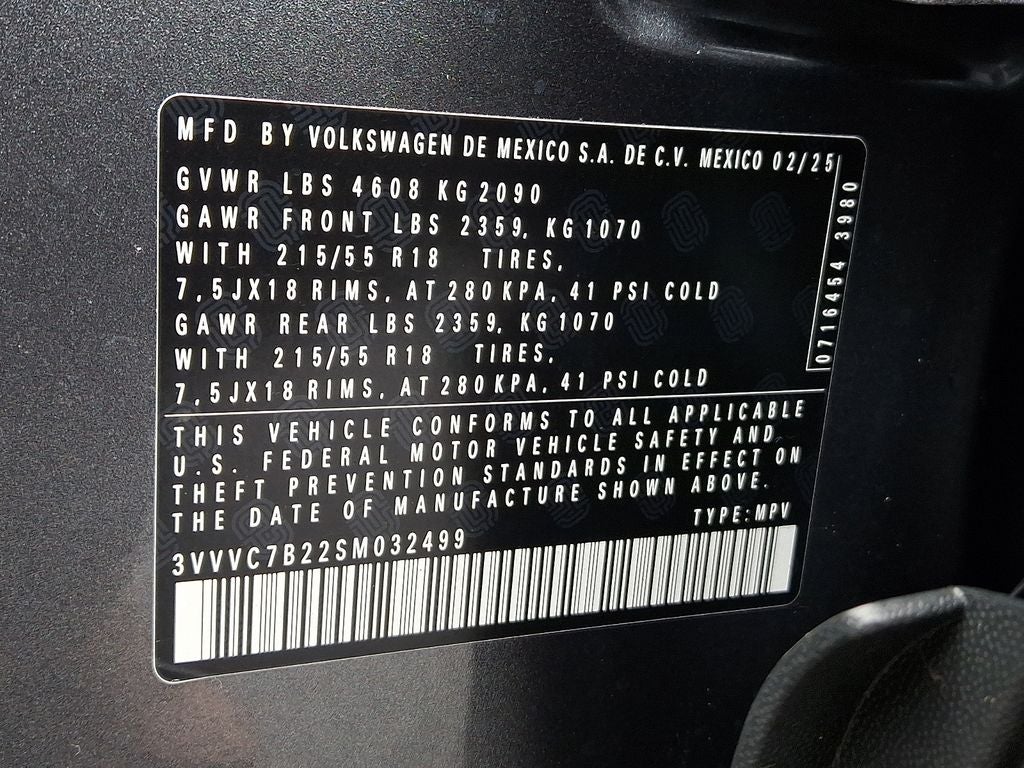 MFD BY VOLKSWAGEN DE MEXICO S.A. DE C.V. MEXICO 02/25
GVWR LBS 4608 KG 2090
GAWR FRONT LBS 2359, KG 1070
WITH 215/55 R18 TIRES,
7,5JX18 RIMS, AT 280 KPA, 41 PSI COLD
GAWR REAR LBS 2359, KG 1070
WITH 215/55 R18 TIRES,
7,5JX18 RIMS, AT 280 KPA, 41 PSI COLD
0716454 3980
THIS VEHICLE CONFORMS TO ALL APPLICABLE
U.S. FEDERAL MOTOR VEHICLE SAFETY AND
THEFT PREVENTION STANDARDS IN EFFECT ON
THE DATE OF MANUFACTURE SHOWN ABOVE.
TYPE: MPV
3VVVC7B22SM032499